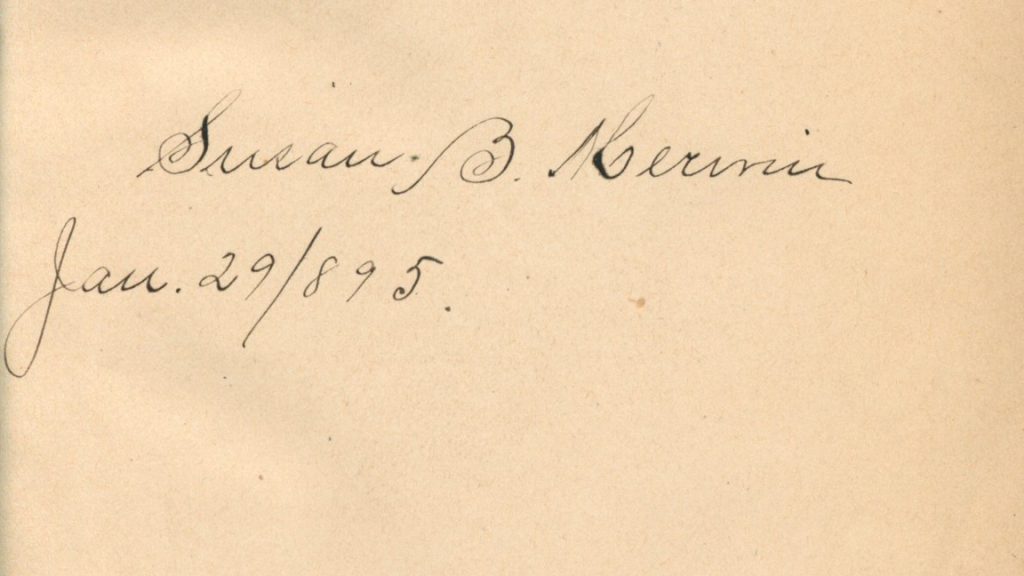 Susan B. Merwin
Jan. 29/895.